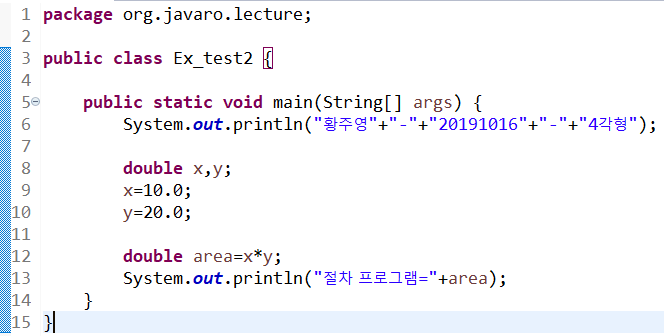 1 package org.javaro.lecture;
2
3 public class Ex_test2 {
4
5 public static void main(String[] args) {
6 System.out.println("황주영"+"-"+"20191016"+"-"+"4각형");
7
8 double x,y;
9 x=10.0;
10 y=20.0;
11
12 double area=x*y;
13 System.out.println("절차 프로그램="+area);
14 }
15 }